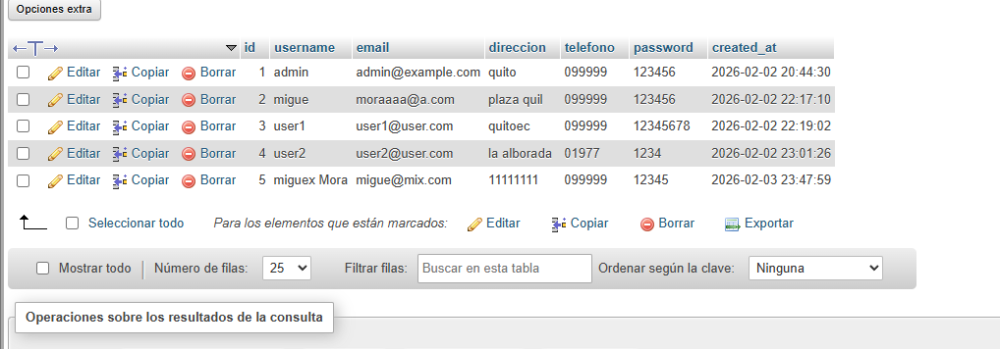 Opciones extra
id username email direccion telefono password created_at
Editar Copiar Borrar 1 admin admin@example.com quito 099999 123456 2026-02-02 20:44:30
Editar Copiar Borrar 2 migue moraaaa@a.com plaza quil 099999 123456 2026-02-02 22:17:10
Editar Copiar Borrar 3 user1 user1@user.com quitoec 099999 12345678 2026-02-02 22:19:02
Editar Copiar Borrar 4 user2 user2@user.com la alborada 01977 1234 2026-02-02 23:01:26
Editar Copiar Borrar 5 miguex Mora migue@mix.com 11111111 099999 12345 2026-02-03 23:47:59
Seleccionar todo Para los elementos que están marcados: Editar Copiar Borrar Exportar
Mostrar todo Número de filas: 25 Filtrar filas: Buscar en esta tabla Ordenar según la clave: Ninguna
Operaciones sobre los resultados de la consulta